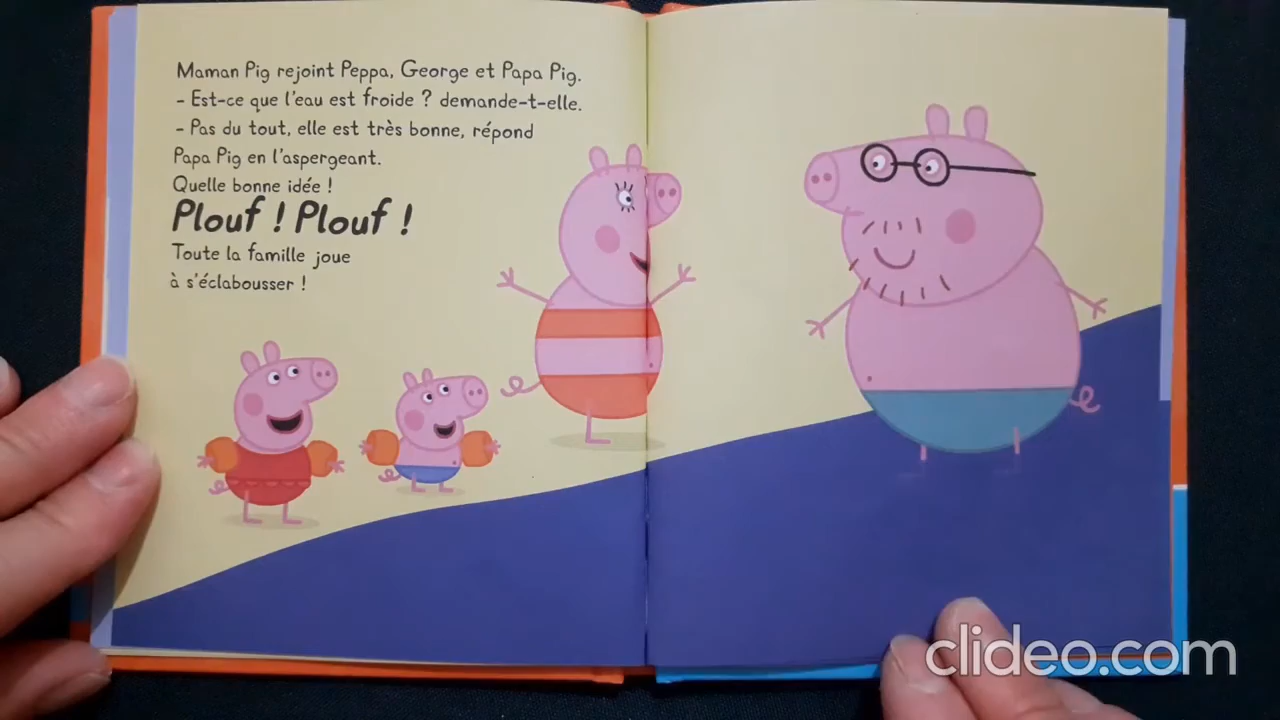 Maman Pig rejoint Peppa, George et Papa Pig.
- Est-ce que l'eau est froide ? demande-t-elle.
- Pas du tout, elle est très bonne, répond
Papa Pig en l'aspergeant.
Quelle bonne idée !
Plouf ! Plouf !
Toute la famille joue
à s'éclabousser !
clideo.com